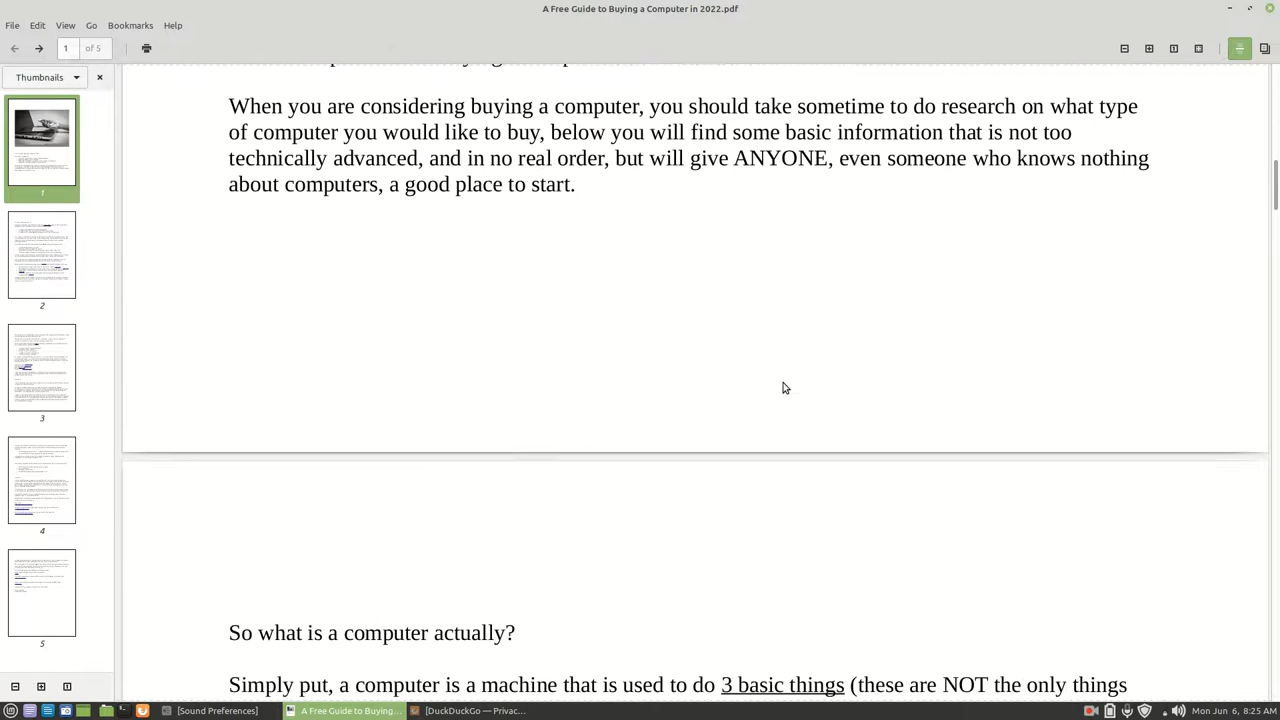 A Free Guide to Buying a Computer in 2022.pdf
File Edit View Go Bookmarks Help
1 of 5
Thumbnails
When you are considering buying a computer, you should take sometime to do research on what type
of computer you would like to buy, below you will find some basic information that is not too
technically advanced, and in no real order, but will give ANYONE, even someone who knows nothing
about computers, a good place to start.
1
2
3
4
5
So what is a computer actually?
Simply put, a computer is a machine that is used to do 3 basic things (these are NOT the only things
[Sound Preferences]
A Free Guide to Buying...
[DuckDuckGo — Privac...
Mon Jun 6, 8:25 AM